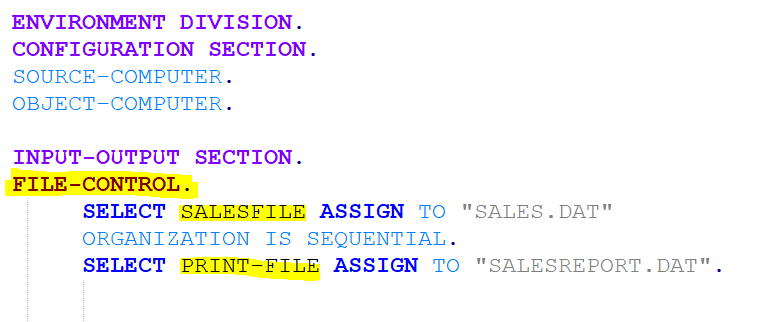 ENVIRONMENT DIVISION.
CONFIGURATION SECTION.
SOURCE-COMPUTER.
OBJECT-COMPUTER.
INPUT-OUTPUT SECTION.
FILE-CONTROL.
SELECT SALESFILE ASSIGN TO "SALES.DAT"
ORGANIZATION IS SEQUENTIAL.
SELECT PRINT-FILE ASSIGN TO "SALESREPORT.DAT".